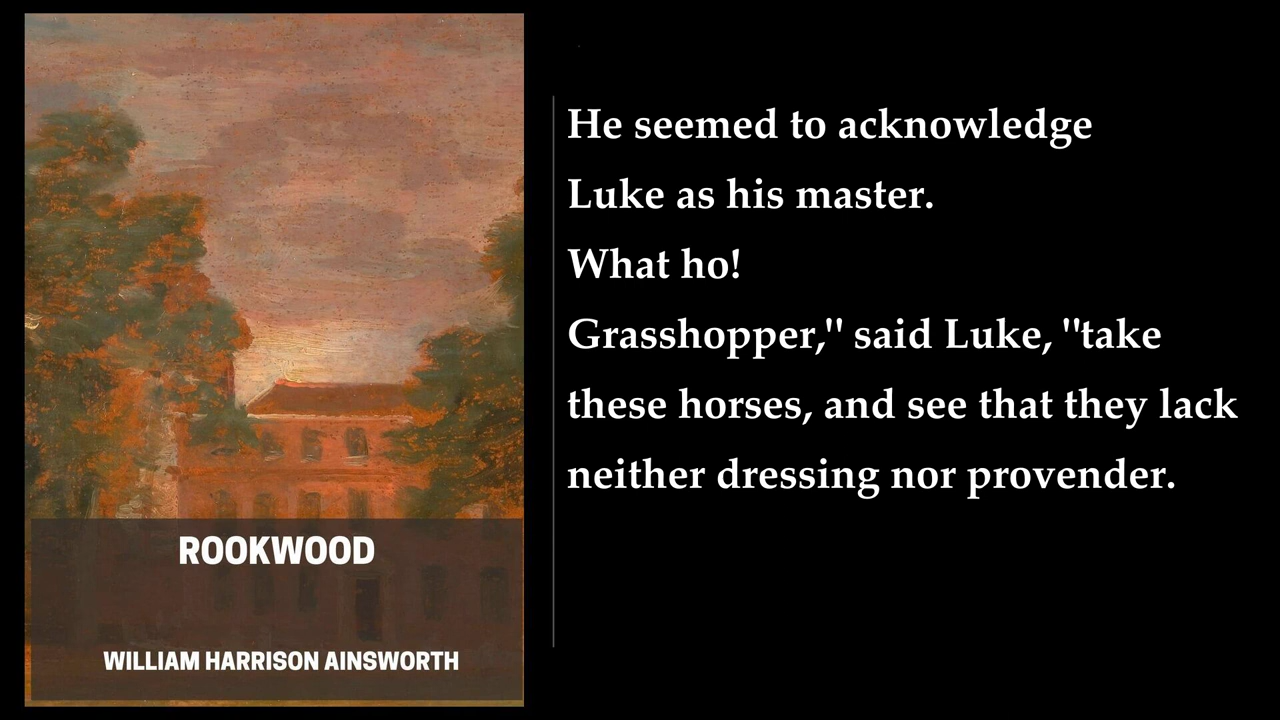 ROOKWOOD
WILLIAM HARRISON AINSWORTH
He seemed to acknowledge
Luke as his master.
What ho!
Grasshopper," said Luke, "take
these horses, and see that they lack
neither dressing nor provender.